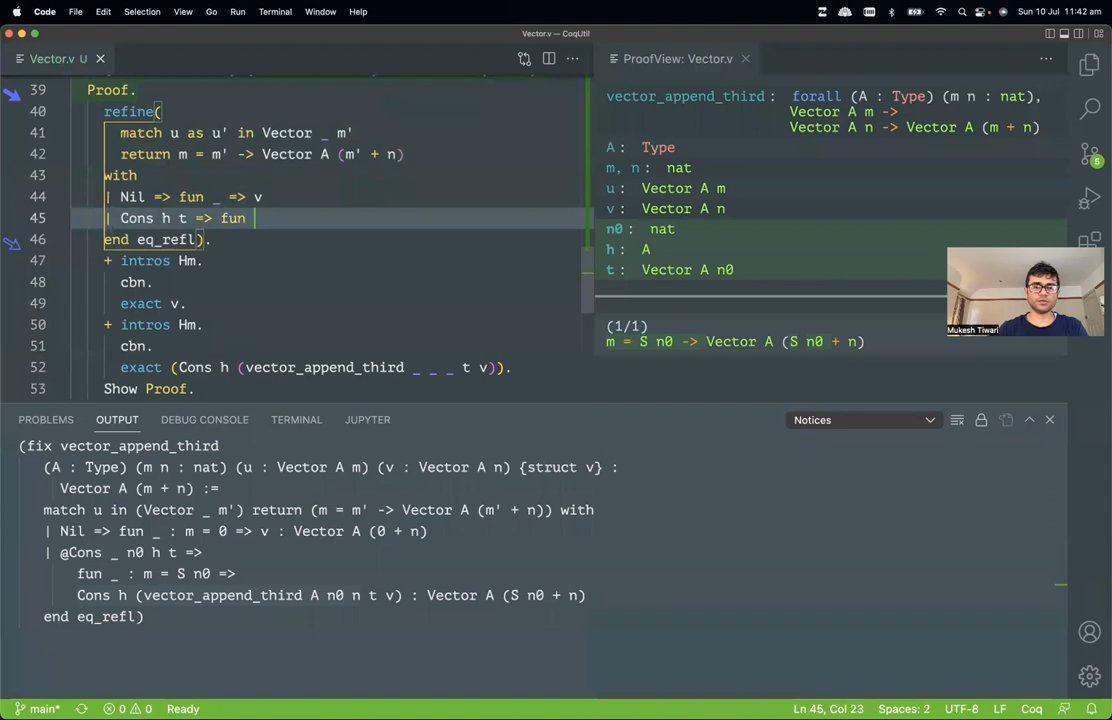 Code File Edit Selection View Go Run Terminal Window Help
Sun 10 Jul 11:42 am
Vector.v — CoqUtil
Vector.v U
ProofView: Vector.v
39 Proof.
40 refine(
41 match u as u' in Vector _ m'
42 return m = m' -> Vector A (m' + n)
43 with
44 | Nil => fun _ => v
45 | Cons h t => fun
46 end eq_refl).
47 + intros Hm.
48 cbn.
49 exact v.
50 + intros Hm.
51 cbn.
52 exact (Cons h (vector_append_third _ _ _ t v)).
53 Show Proof.
vector_append_third: forall (A : Type) (m n : nat),
Vector A m ->
Vector A n -> Vector A (m + n)
A: Type
m, n: nat
u: Vector A m
v: Vector A n
n0: nat
h: A
t: Vector A n0
(1/1)
m = S n0 -> Vector A (S n0 + n)
5
Mukesh Tiwari
PROBLEMS OUTPUT DEBUG CONSOLE TERMINAL JUPYTER
Notices
(fix vector_append_third
(A : Type) (m n : nat) (u : Vector A m) (v : Vector A n) {struct v} :
Vector A (m + n) :=
match u in (Vector _ m') return (m = m' -> Vector A (m' + n)) with
| Nil => fun _ : m = 0 => v : Vector A (0 + n)
| @Cons _ n0 h t =>
fun _ : m = S n0 =>
Cons h (vector_append_third A n0 n t v) : Vector A (S n0 + n)
end eq_refl)
main* 0 0 Ready
Ln 45, Col 23 Spaces: 2 UTF-8 LF Coq